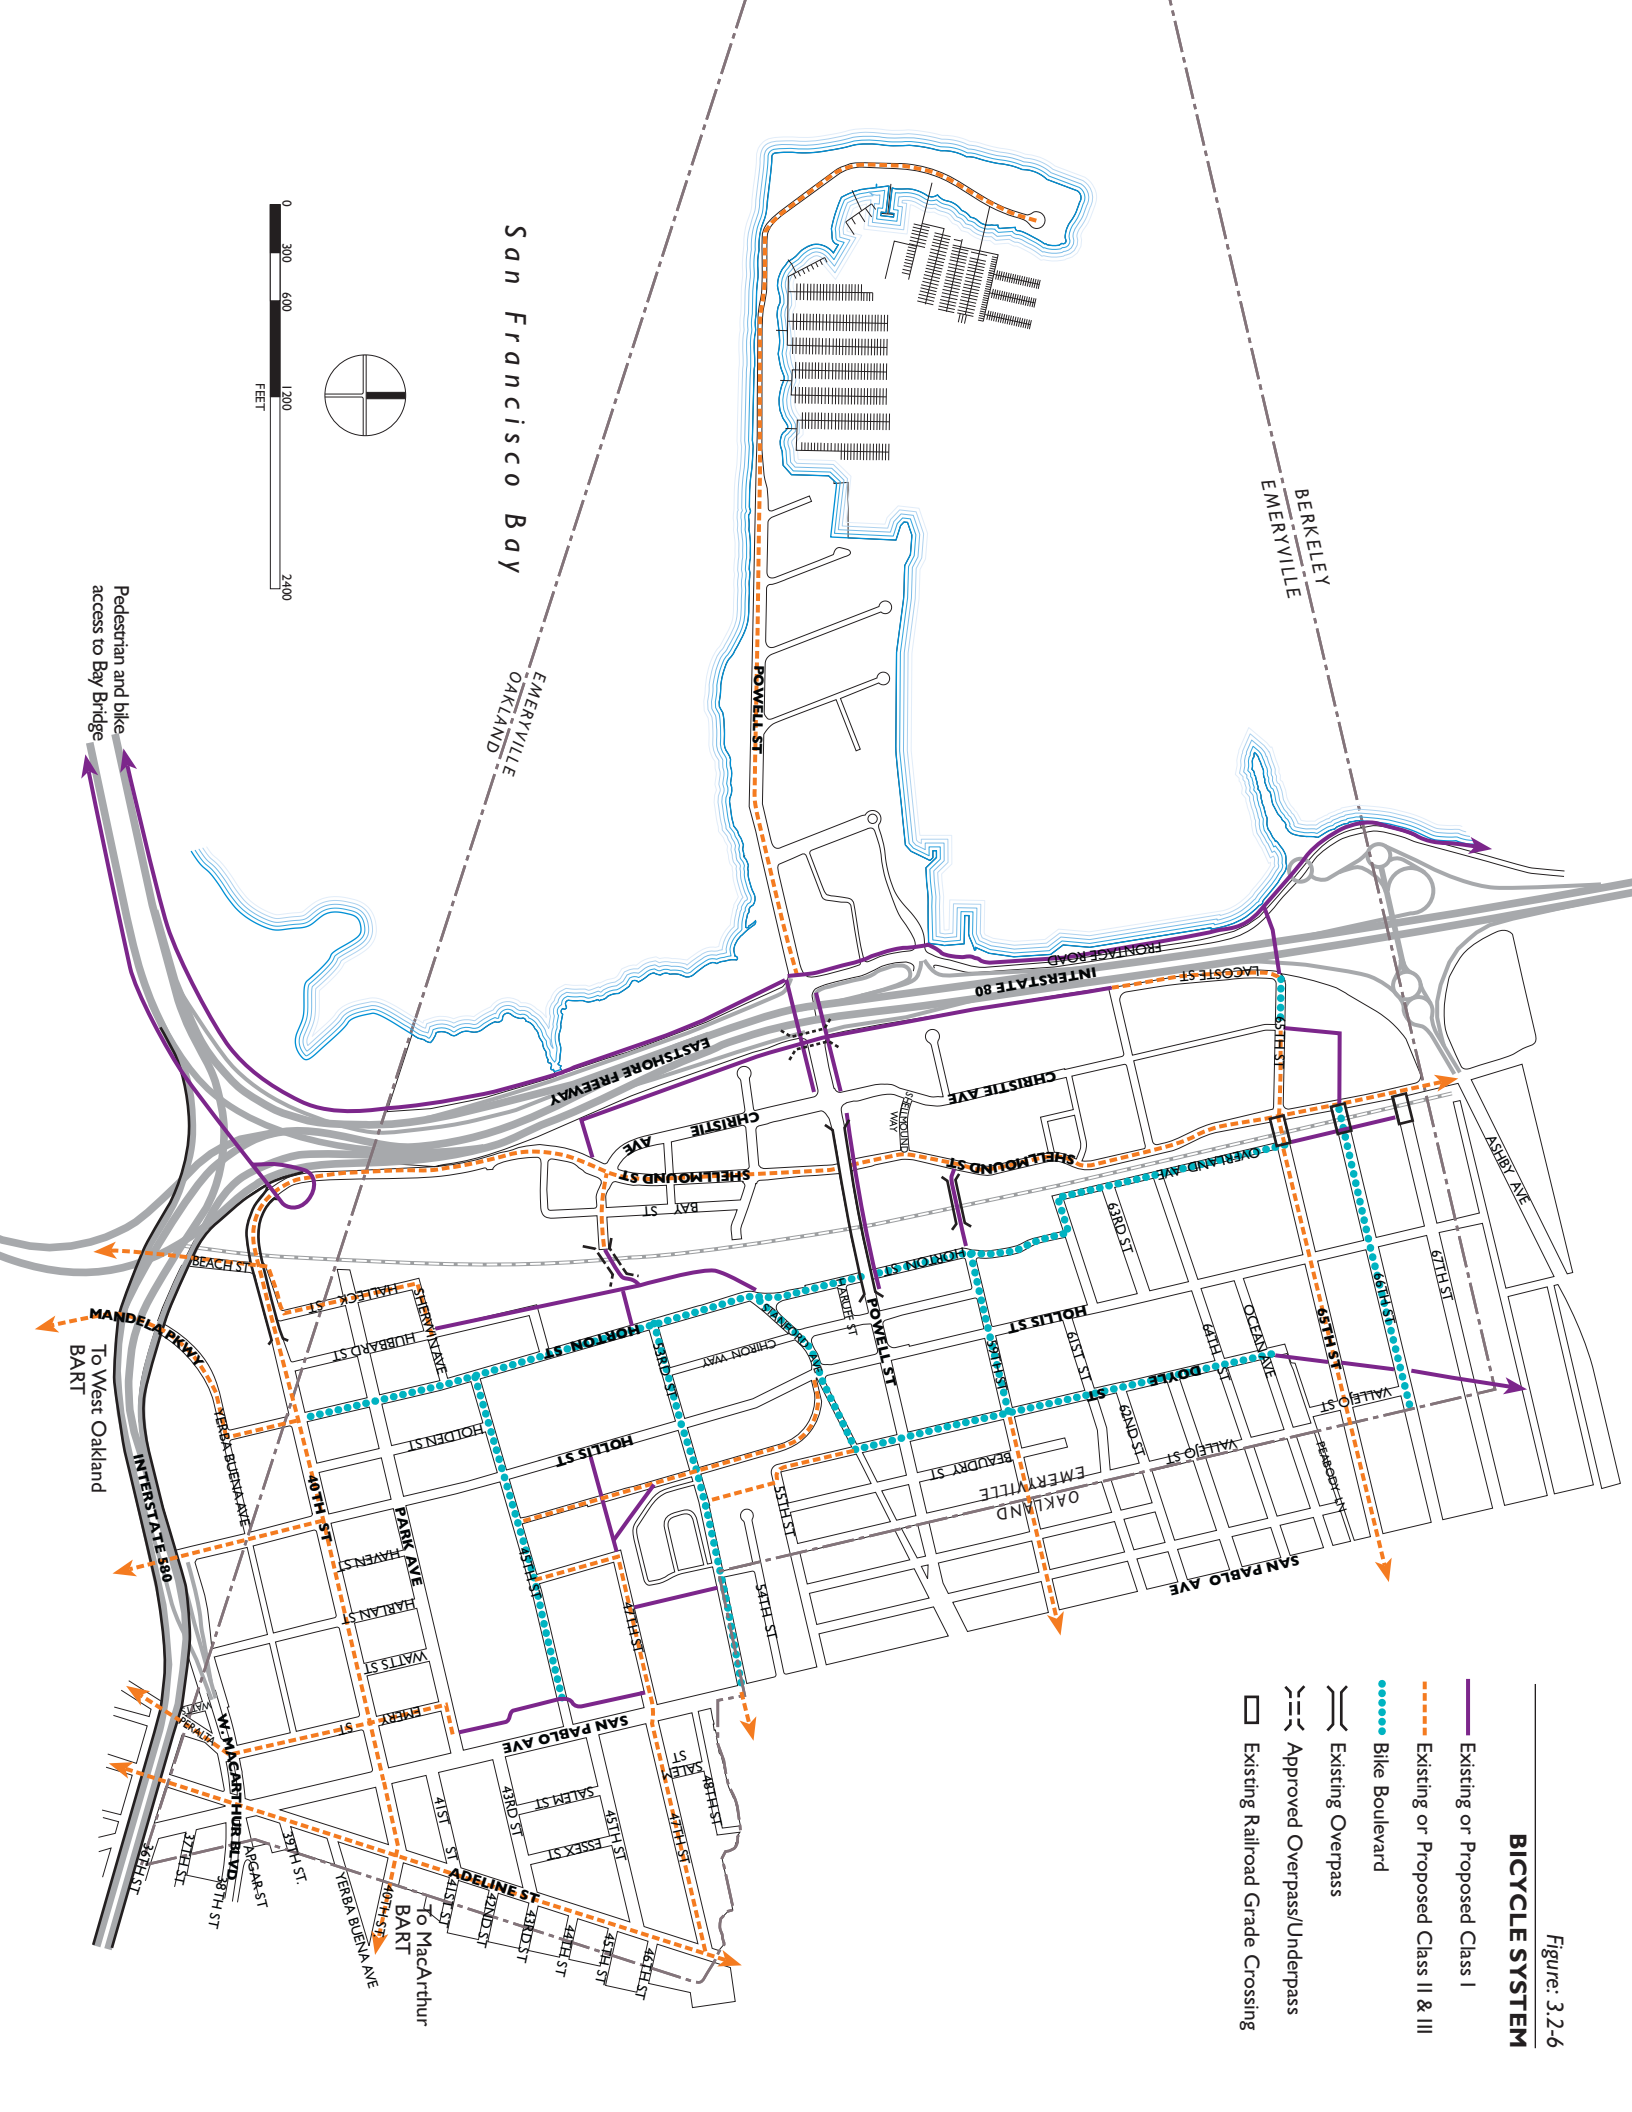 Figure: 3.2-6
BICYCLE SYSTEM
Existing or Proposed Class I
Existing or Proposed Class II & III
Bike Boulevard
Existing Overpass
Approved Overpass/Underpass
Existing Railroad Grade Crossing
BERKELEY
EMERYVILLE
San Francisco Bay
0
300
600
1200
2400
FEET
EMERYVILLE
OAKLAND
Pedestrian and bike
access to Bay Bridge
POWELL ST
FRONTAGE ROAD
INTERSTATE 80
LACOSTE ST
65TH ST
EASTSHORE FREEWAY
CHRISTIE AVE
CHRISTIE
AVE
SHELLMOUND
WAY
SHELLMOUND ST
SHELLMOUND ST
BAY ST
OVERLAND AVE
ASHBY AVE
67TH ST
66TH ST
65TH ST
63RD ST
HORTON ST
HARUFF ST
POWELL ST
HOLLIS ST
59TH ST
61ST ST
62ND ST
64TH ST
OCEAN AVE
DOYLE ST
VALLEJO ST
VALLEJO ST
PEABODY LN
BEAUDRY ST
EMERYVILLE
OAKLAND
SAN PABLO AVE
STANFORD AVE
CHIRON WAY
HORTON ST
53RD ST
55TH ST
54TH ST
HOLLIS ST
HOLDEN ST
45TH ST
47TH ST
BEACH ST
HALLECK ST
SHERWIN AVE
HUBBARD ST
MANDELA PKWY
To West Oakland
BART
YERBA BUENA AVE
40TH ST
PARK AVE
HAVEN ST
HARLAN ST
WATTS ST
EMERY ST
INTERSTATE 580
WATTS
PERALTA
W. MACARTHUR BLVD
SAN PABLO AVE
SALEM
ST
48TH ST
47TH ST
43RD ST
SALEM ST
ESSEX ST
45TH ST
41ST ST
ADELINE ST
36TH ST
37TH ST
38TH ST
APGAR ST
39TH ST.
YERBA BUENA AVE
40TH ST.
To MacArthur
BART
41ST ST
42ND ST
43RD ST
44TH ST
45TH ST
46TH ST